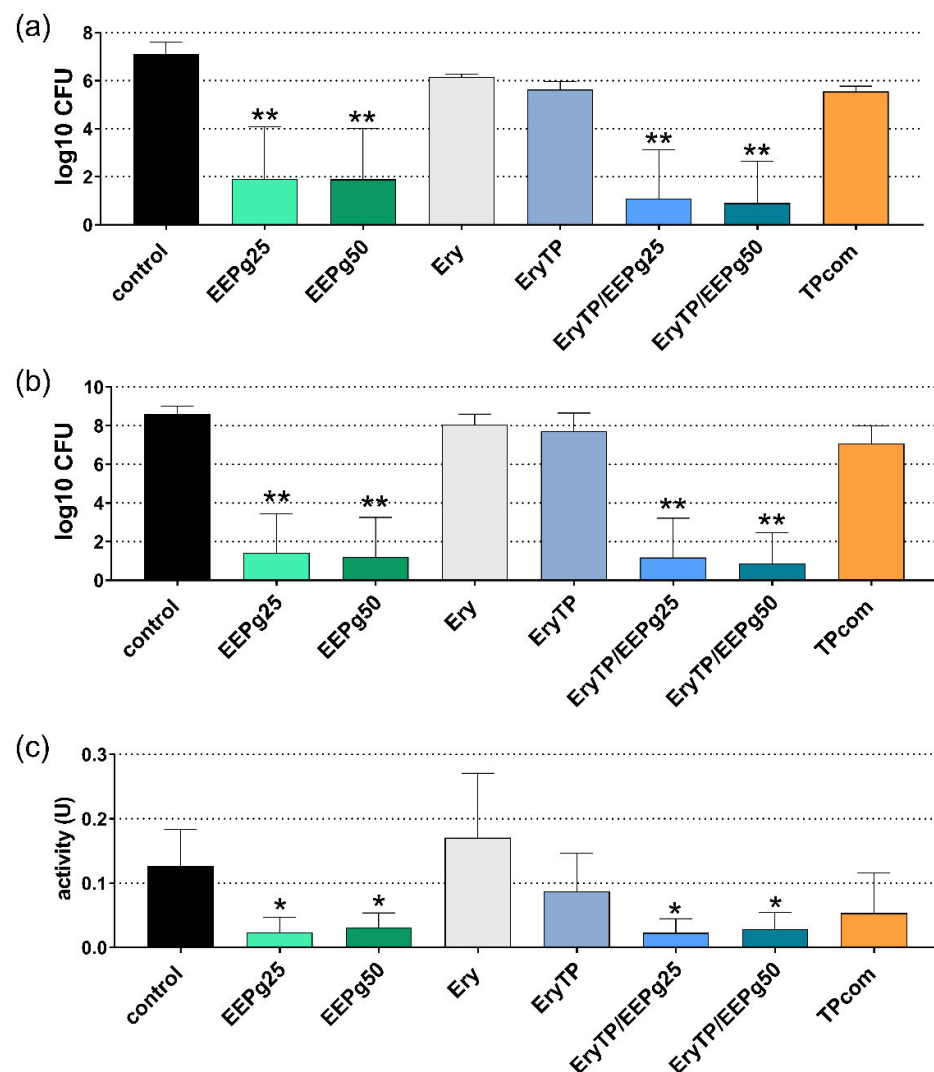 (a)
log10 CFU
8
6
4
2
0
** ** ** **
control EEPg25 EEPg50 Ery EryTP EryTP/EEPg25 EryTP/EEPg50 TPcom
(b)
log10 CFU
10
8
6
4
2
0
** ** ** **
control EEPg25 EEPg50 Ery EryTP EryTP/EEPg25 EryTP/EEPg50 TPcom
(c)
activity (U)
0.3
0.2
0.1
0.0
* * * *
control EEPg25 EEPg50 Ery EryTP EryTP/EEPg25 EryTP/EEPg50 TPcom